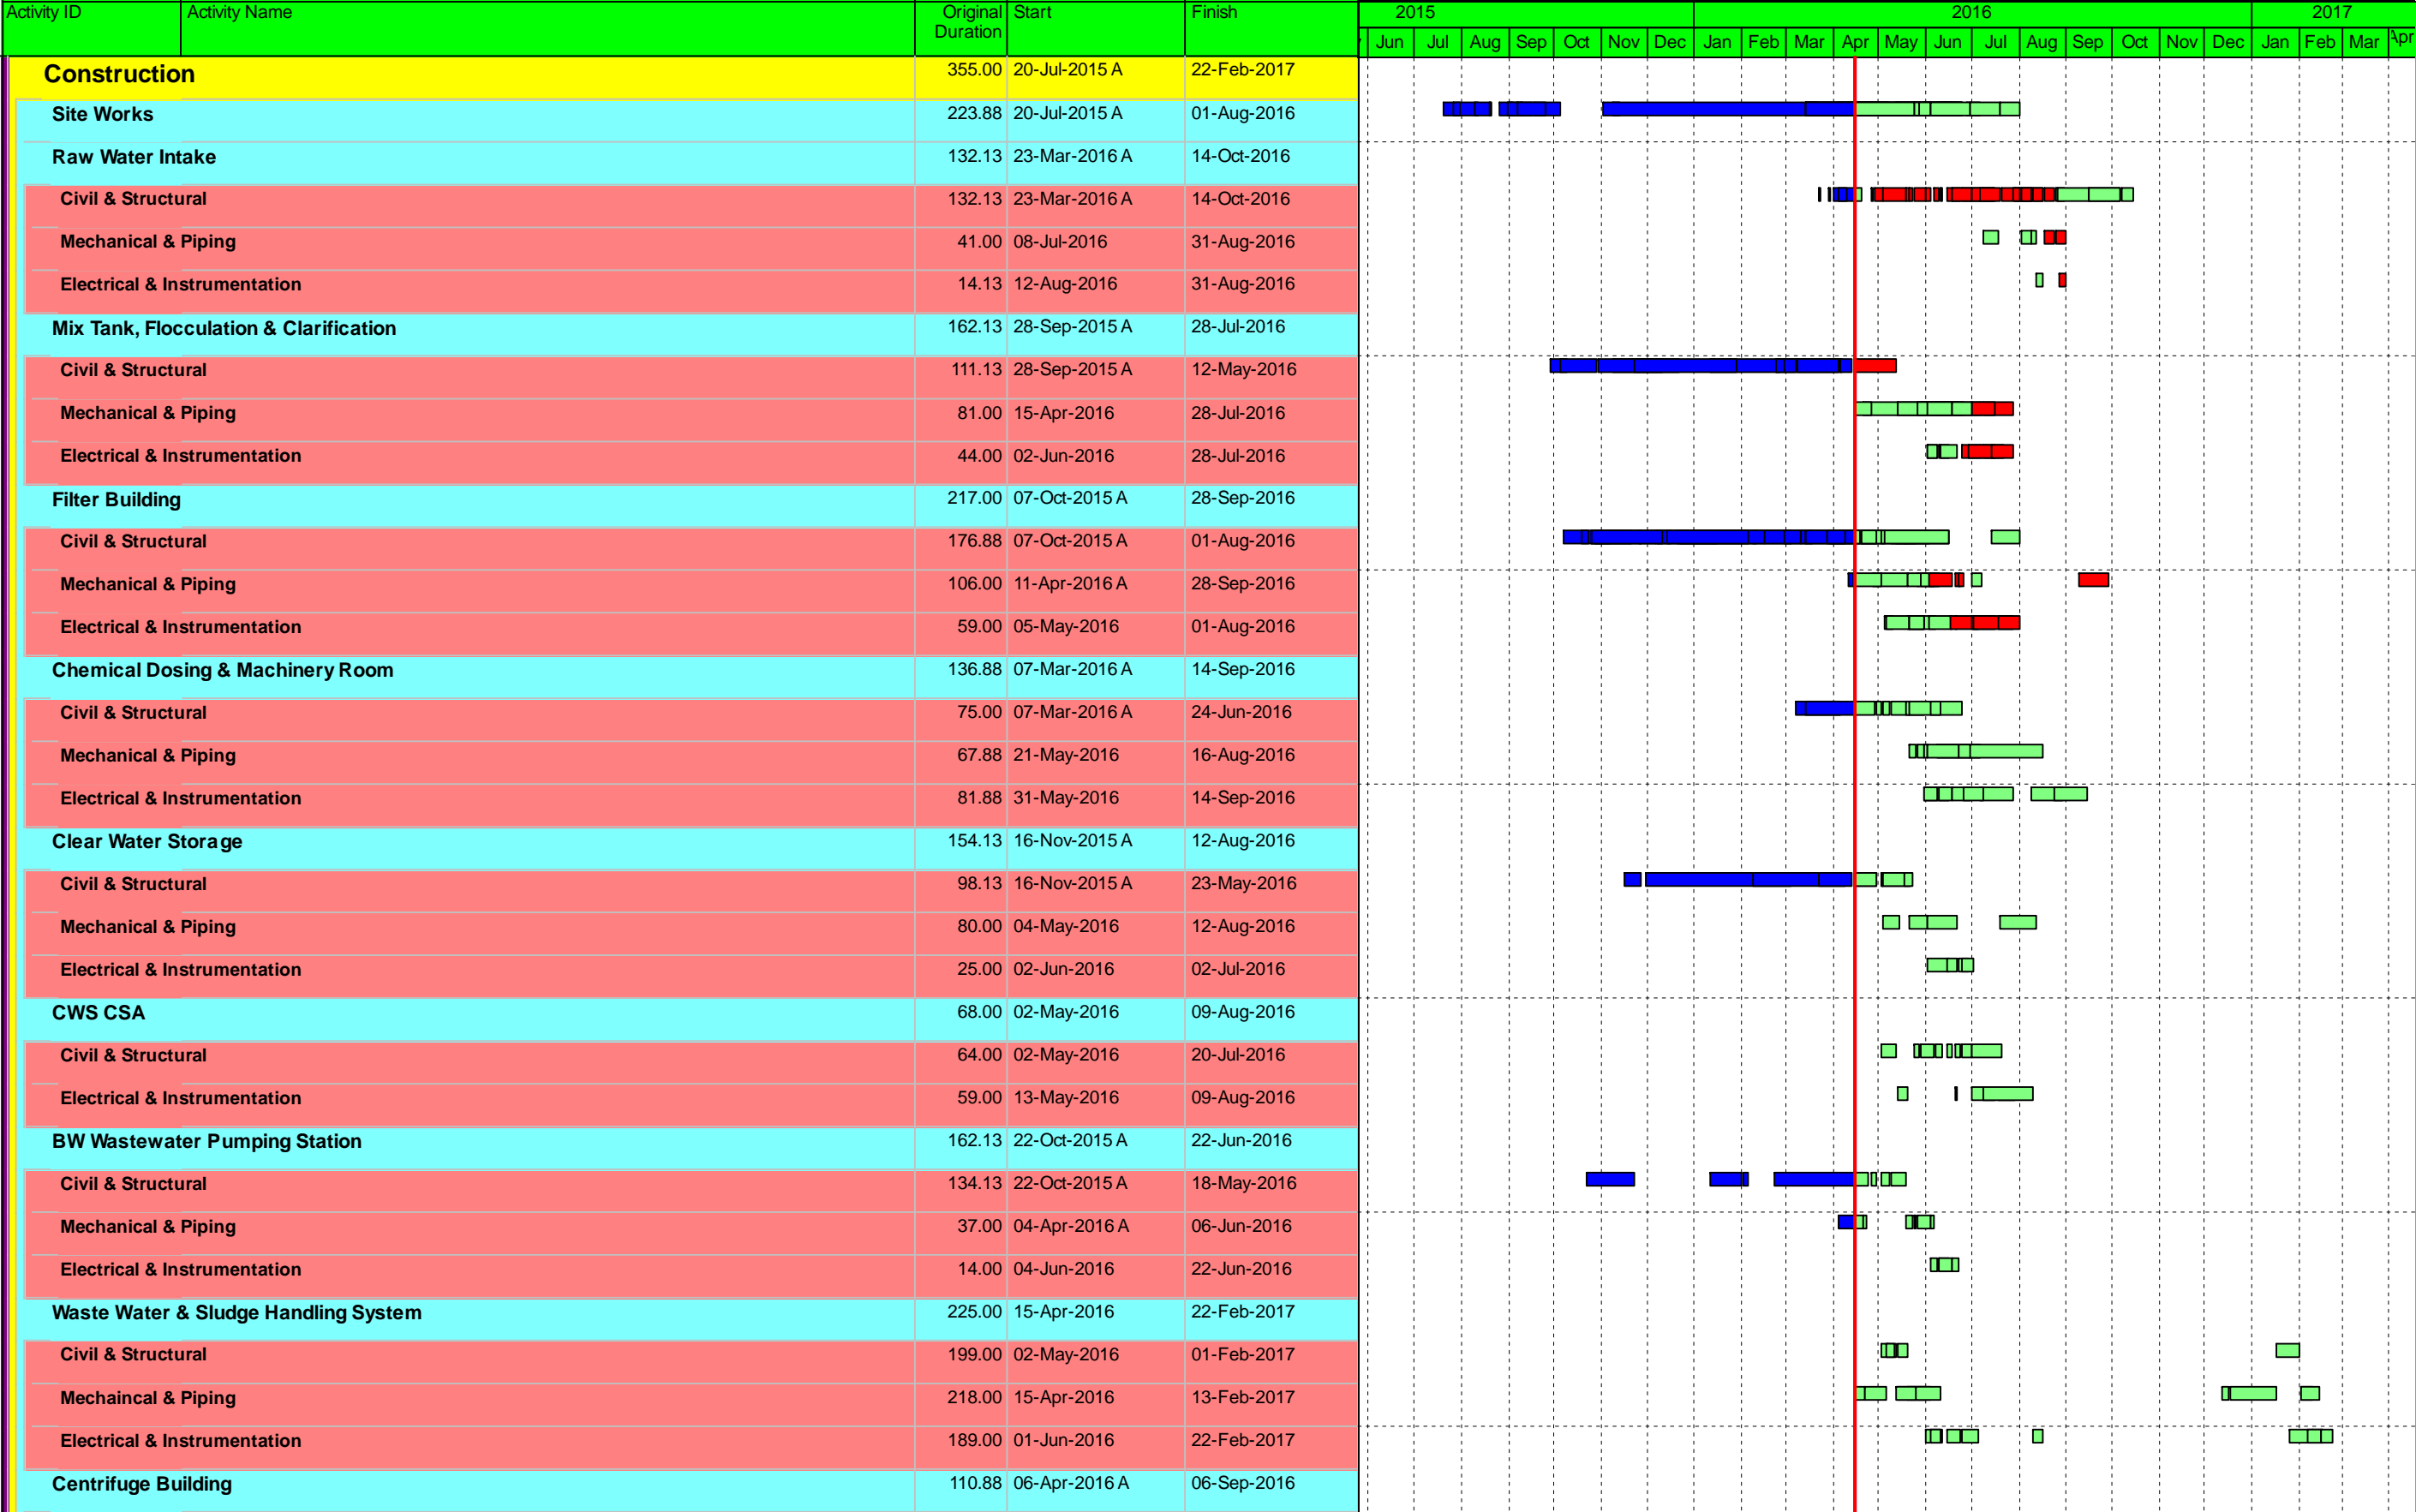 Activity ID Activity Name Original Start Finish 2015 2016 2017
Duration Jun Jul Aug Sep Oct Nov Dec Jan Feb Mar Apr May Jun Jul Aug Sep Oct Nov Dec Jan Feb Mar Apr
Construction 355.00 20-Jul-2015 A 22-Feb-2017
Site Works 223.88 20-Jul-2015 A 01-Aug-2016
Raw Water Intake 132.13 23-Mar-2016 A 14-Oct-2016
Civil & Structural 132.13 23-Mar-2016 A 14-Oct-2016
Mechanical & Piping 41.00 08-Jul-2016 31-Aug-2016
Electrical & Instrumentation 14.13 12-Aug-2016 31-Aug-2016
Mix Tank, Flocculation & Clarification 162.13 28-Sep-2015 A 28-Jul-2016
Civil & Structural 111.13 28-Sep-2015 A 12-May-2016
Mechanical & Piping 81.00 15-Apr-2016 28-Jul-2016
Electrical & Instrumentation 44.00 02-Jun-2016 28-Jul-2016
Filter Building 217.00 07-Oct-2015 A 28-Sep-2016
Civil & Structural 176.88 07-Oct-2015 A 01-Aug-2016
Mechanical & Piping 106.00 11-Apr-2016 A 28-Sep-2016
Electrical & Instrumentation 59.00 05-May-2016 01-Aug-2016
Chemical Dosing & Machinery Room 136.88 07-Mar-2016 A 14-Sep-2016
Civil & Structural 75.00 07-Mar-2016 A 24-Jun-2016
Mechanical & Piping 67.88 21-May-2016 16-Aug-2016
Electrical & Instrumentation 81.88 31-May-2016 14-Sep-2016
Clear Water Storage 154.13 16-Nov-2015 A 12-Aug-2016
Civil & Structural 98.13 16-Nov-2015 A 23-May-2016
Mechanical & Piping 80.00 04-May-2016 12-Aug-2016
Electrical & Instrumentation 25.00 02-Jun-2016 02-Jul-2016
CWS CSA 68.00 02-May-2016 09-Aug-2016
Civil & Structural 64.00 02-May-2016 20-Jul-2016
Electrical & Instrumentation 59.00 13-May-2016 09-Aug-2016
BW Wastewater Pumping Station 162.13 22-Oct-2015 A 22-Jun-2016
Civil & Structural 134.13 22-Oct-2015 A 18-May-2016
Mechanical & Piping 37.00 04-Apr-2016 A 06-Jun-2016
Electrical & Instrumentation 14.00 04-Jun-2016 22-Jun-2016
Waste Water & Sludge Handling System 225.00 15-Apr-2016 22-Feb-2017
Civil & Structural 199.00 02-May-2016 01-Feb-2017
Mechaincal & Piping 218.00 15-Apr-2016 13-Feb-2017
Electrical & Instrumentation 189.00 01-Jun-2016 22-Feb-2017
Centrifuge Building 110.88 06-Apr-2016 A 06-Sep-2016